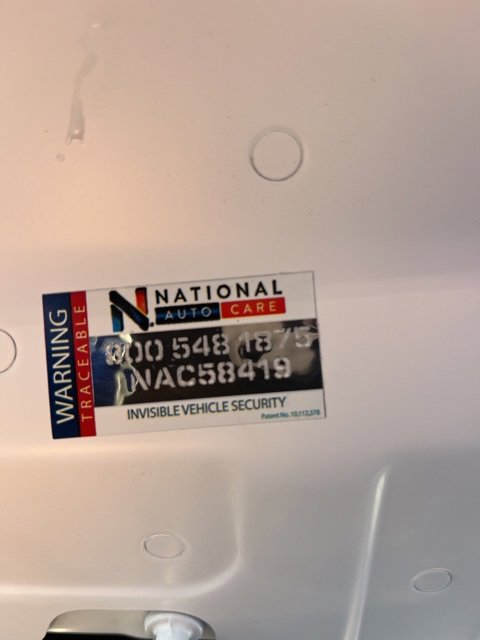 WARNING
TRACEABLE
N. NATIONAL
AUTO CARE
800 548 1875
NAC58419
INVISIBLE VEHICLE SECURITY
Patent No. 10,112,378